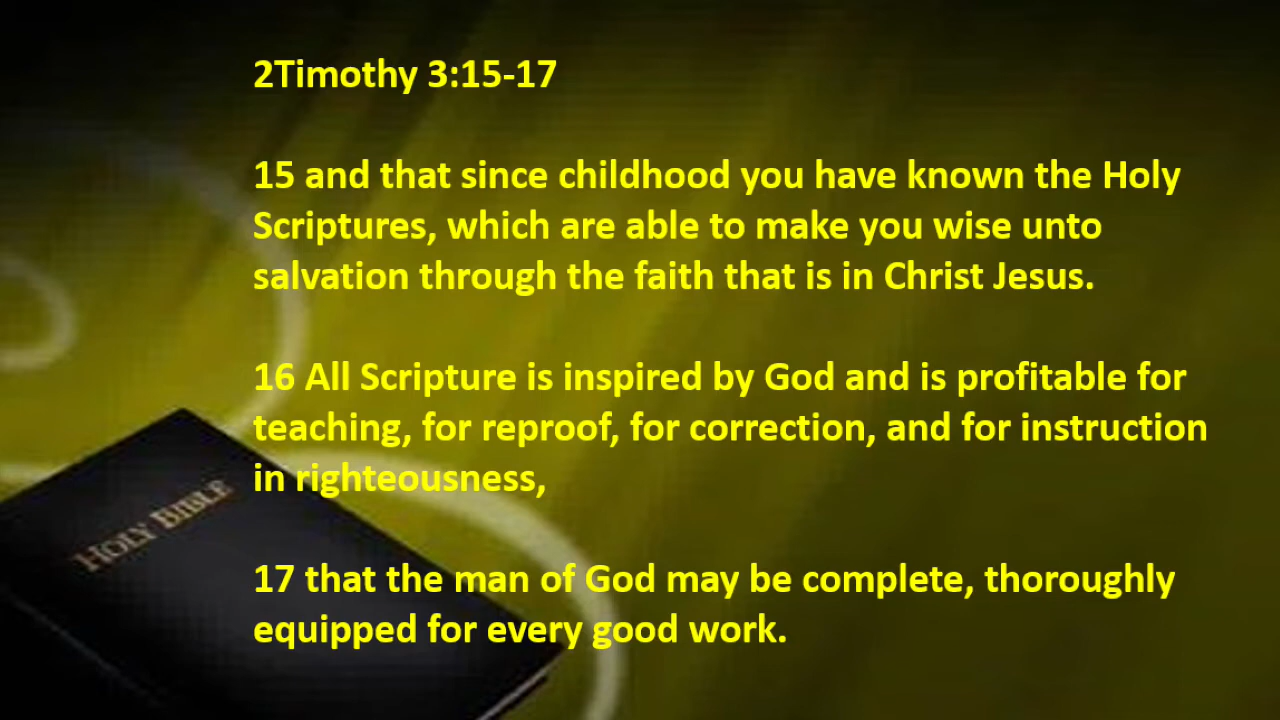 2Timothy 3:15-17
15 and that since childhood you have known the Holy
Scriptures, which are able to make you wise unto
salvation through the faith that is in Christ Jesus.
16 All Scripture is inspired by God and is profitable for
teaching, for reproof, for correction, and for instruction
in righteousness,
17 that the man of God may be complete, thoroughly
equipped for every good work.
HOLY BIBLE